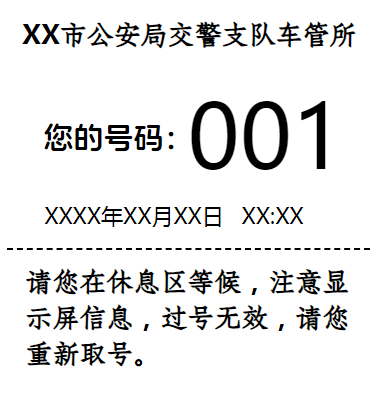 XX市公安局交警支队车管所
您的号码：001
XXXX年XX月XX日 XX:XX
请您在休息区等候，注意显
示屏信息，过号无效，请您
重新取号。